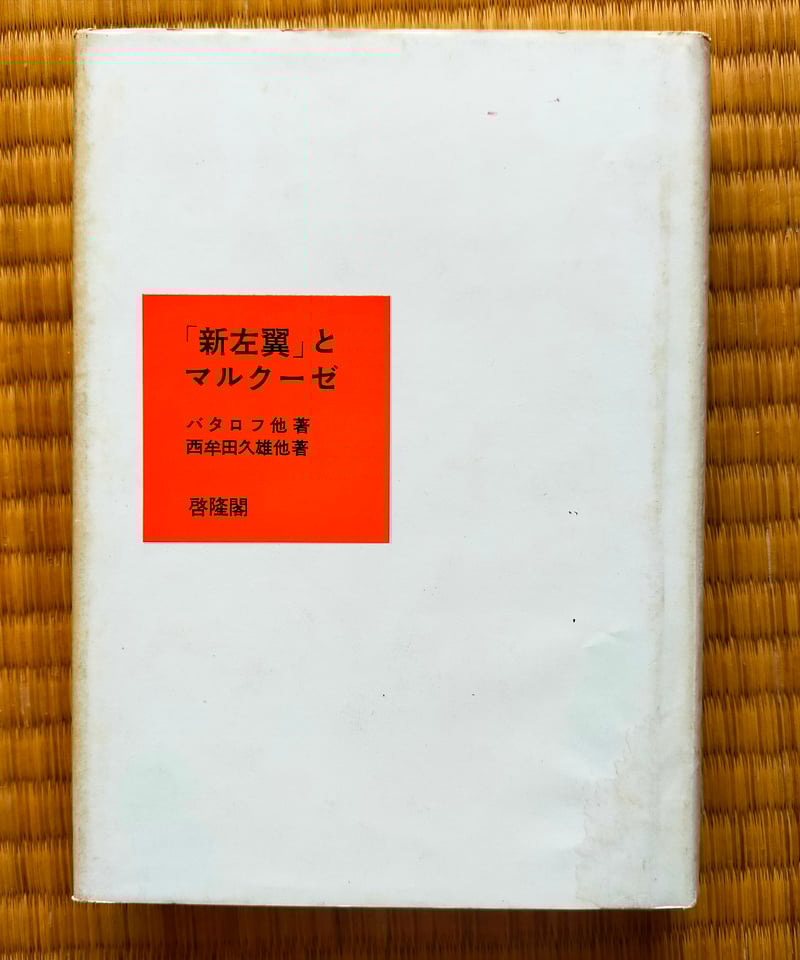 「新左翼」と
マルクーゼ
バタロフ他著
西牟田久雄他著
啓隆閣